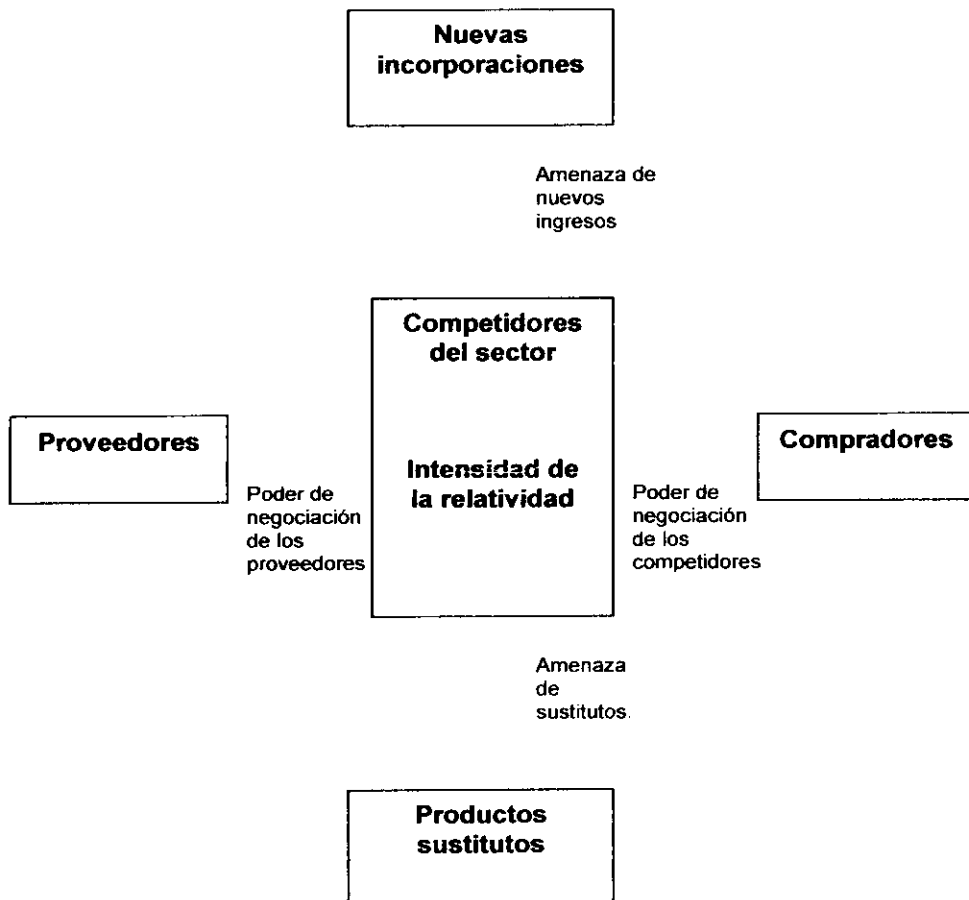 Nuevas
incorporaciones
Amenaza de
nuevos
ingresos
Competidores
del sector
Proveedores
Compradores
Intensidad de
la relatividad
Poder de
negociación
de los
proveedores
Poder de
negociación
de los
competidores
Amenaza
de
sustitutos.
Productos
sustitutos